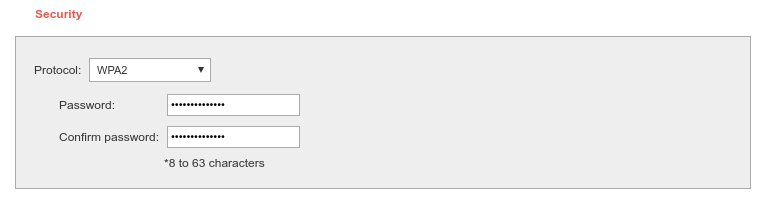 Security
Protocol: WPA2
Password: ••••••••••••••
Confirm password: ••••••••••••••
*8 to 63 characters